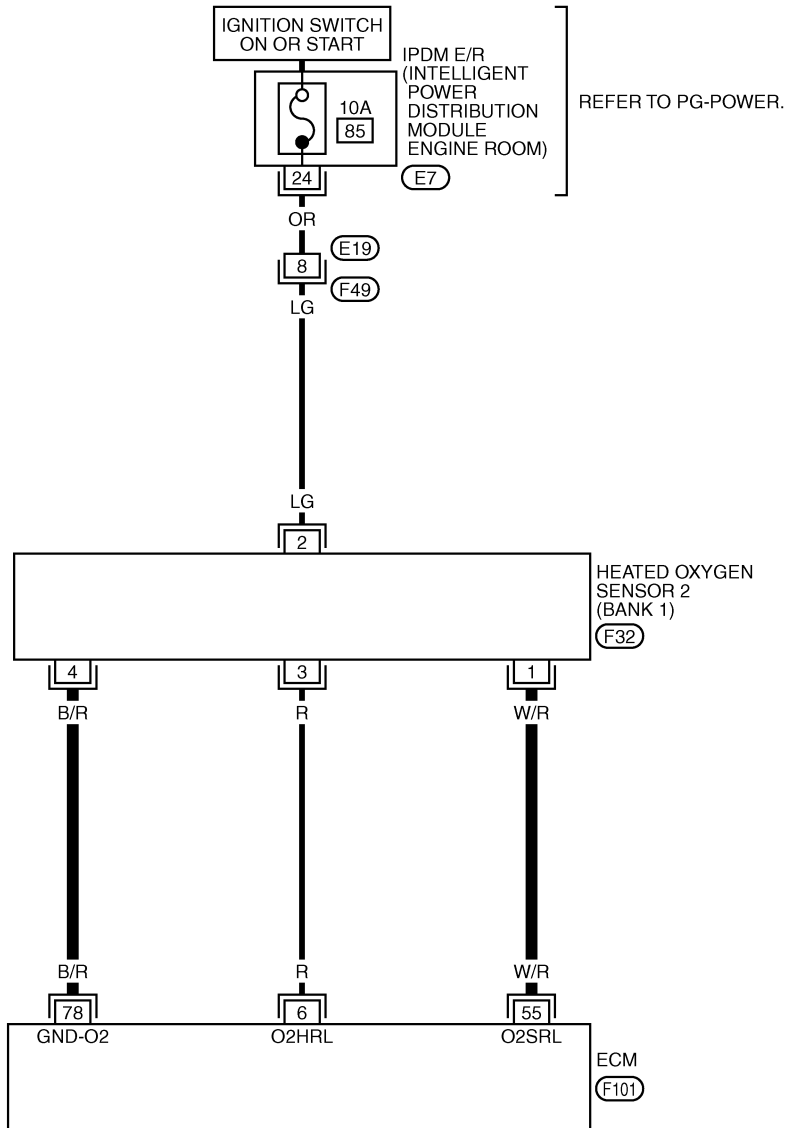 IGNITION SWITCH
ON OR START
IPDM E/R
(INTELLIGENT
POWER
DISTRIBUTION
MODULE
ENGINE ROOM)
10A
85
REFER TO PG-POWER.
24
E7
OR
E19
8
F49
LG
LG
2
HEATED OXYGEN
SENSOR 2
(BANK 1)
F32
4
3
1
B/R
R
W/R
B/R
R
W/R
78
6
55
GND-O2
O2HRL
O2SRL
ECM
F101